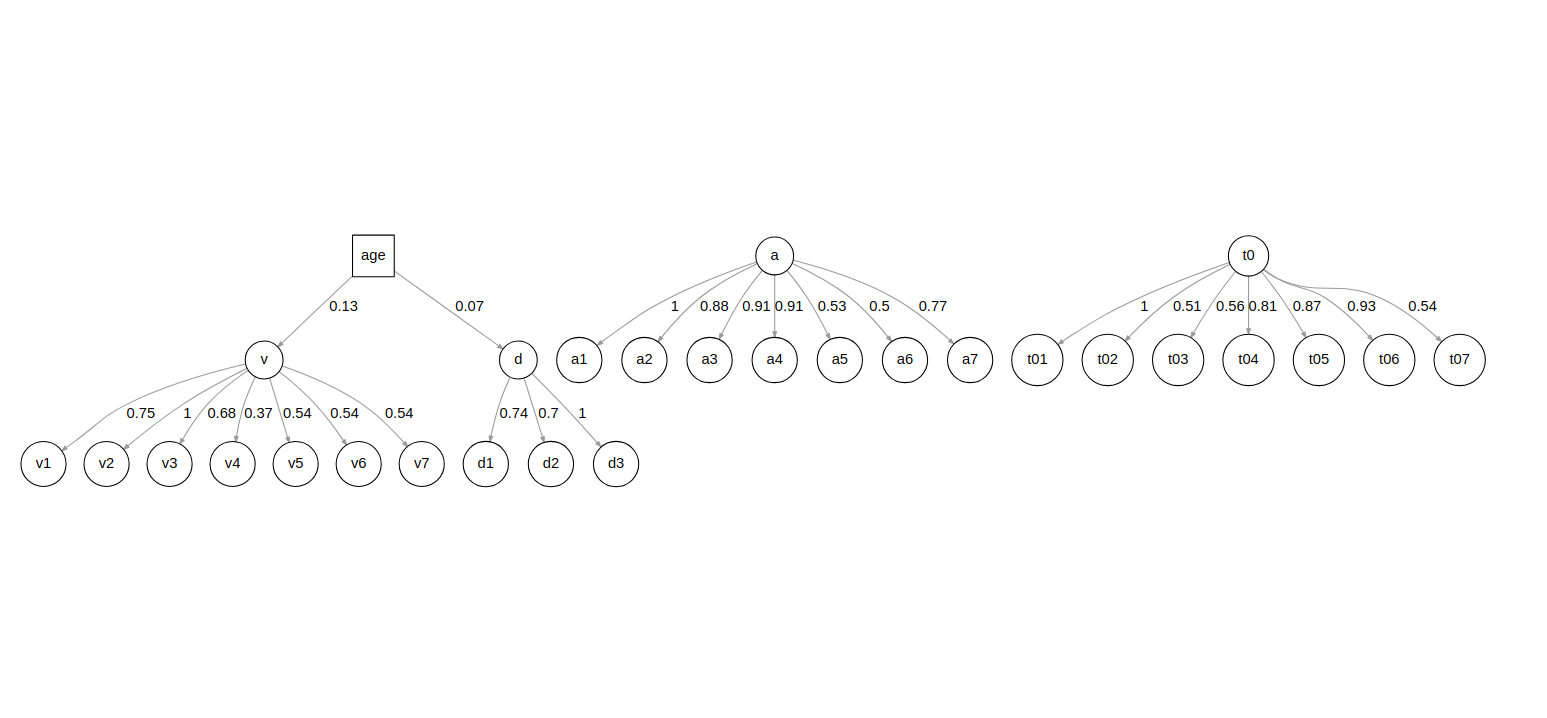 age a t0
0.13 0.07 1 0.88 0.91 0.91 0.53 0.5 0.77 1 0.51 0.56 0.81 0.87 0.93 0.54
v d a1 a2 a3 a4 a5 a6 a7 t01 t02 t03 t04 t05 t06 t07
0.75 1 0.68 0.37 0.54 0.54 0.54 0.74 0.7 1
v1 v2 v3 v4 v5 v6 v7 d1 d2 d3